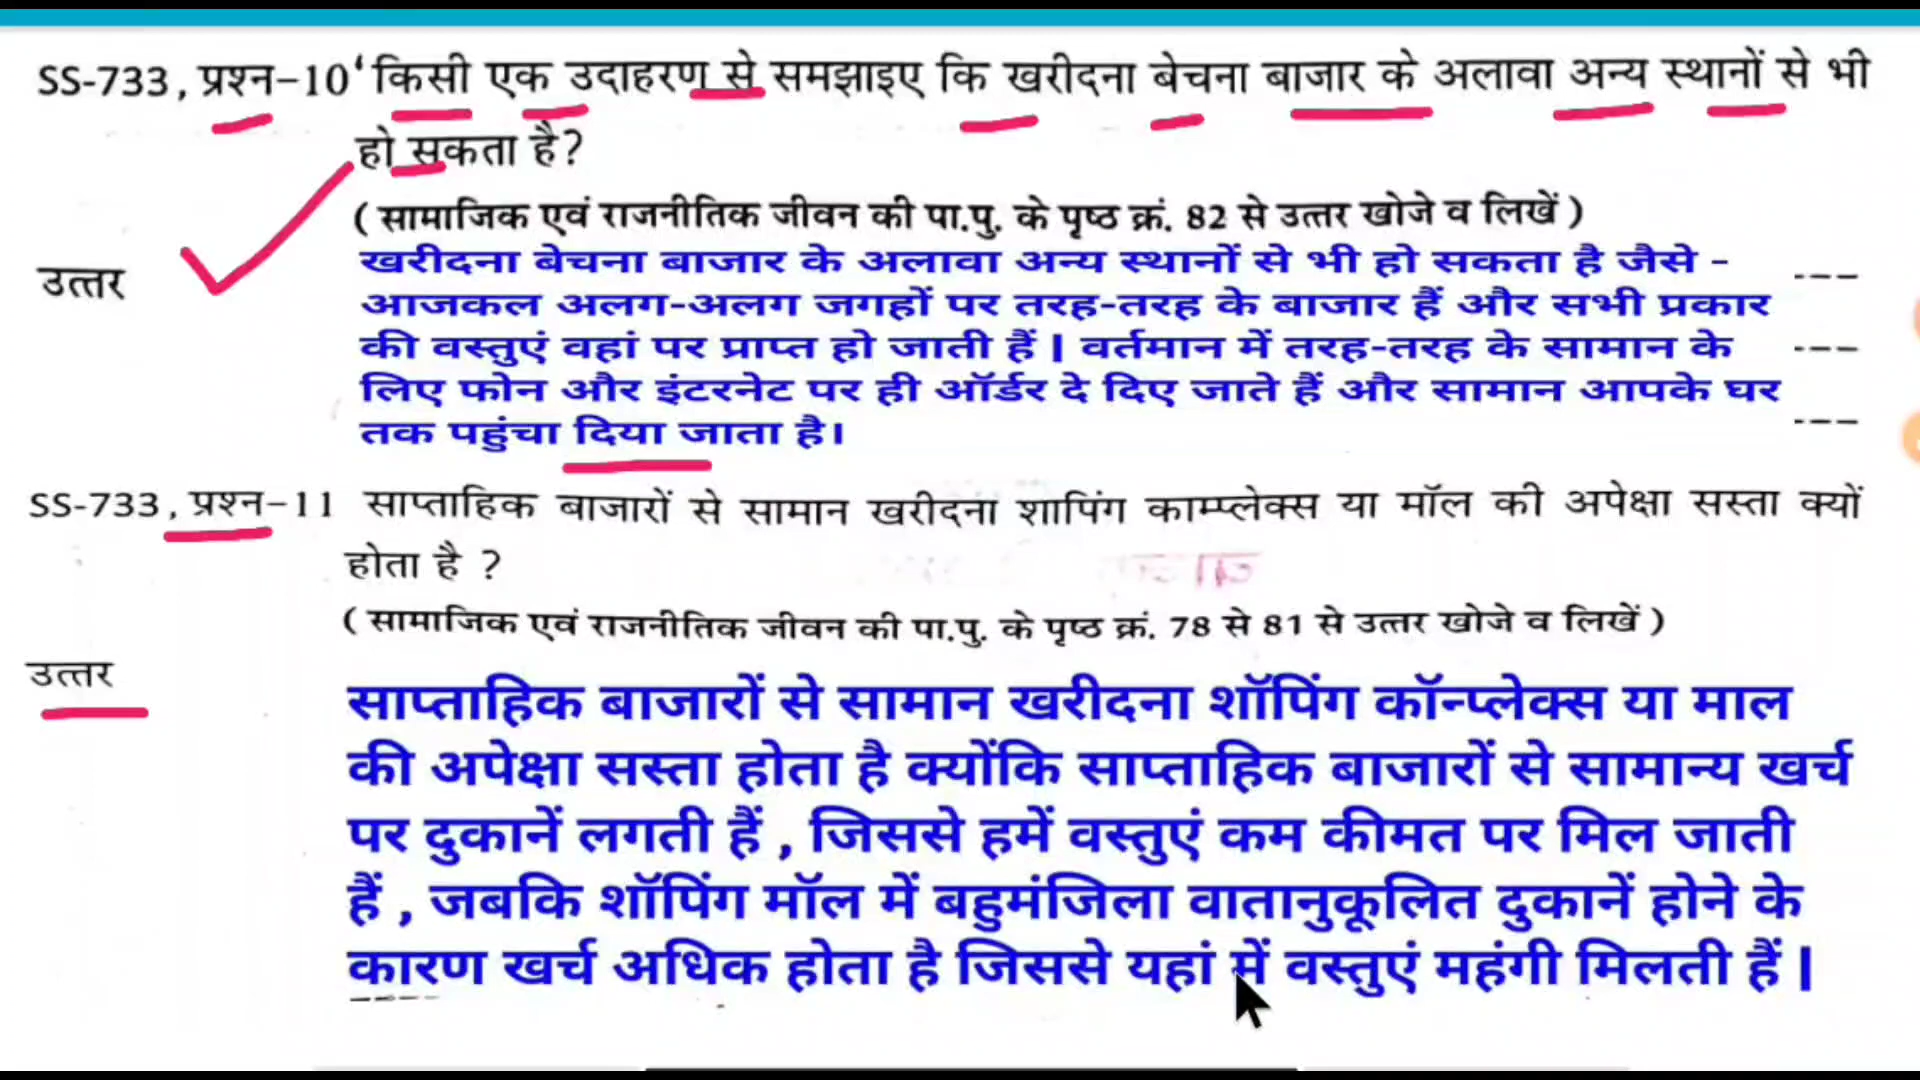 SS-733, प्रश्न-10 किसी एक उदाहरण से समझाइए कि खरीदना बेचना बाजार के अलावा अन्य स्थानों से भी
हो सकता है?
( सामाजिक एवं राजनीतिक जीवन की पा.पु. के पृष्ठ क्रं. 82 से उत्तर खोजे व लिखें )
उत्तर
खरीदना बेचना बाजार के अलावा अन्य स्थानों से भी हो सकता है जैसे -
आजकल अलग-अलग जगहों पर तरह-तरह के बाजार हैं और सभी प्रकार
की वस्तुएं वहां पर प्राप्त हो जाती हैं | वर्तमान में तरह-तरह के सामान के
लिए फोन और इंटरनेट पर ही ऑर्डर दे दिए जाते हैं और सामान आपके घर
तक पहुंचा दिया जाता है।
SS-733, प्रश्न-11 साप्ताहिक बाजारों से सामान खरीदना शापिंग काम्प्लेक्स या मॉल की अपेक्षा सस्ता क्यों
होता है ?
( सामाजिक एवं राजनीतिक जीवन की पा.पु. के पृष्ठ क्रं. 78 से 81 से उत्तर खोजे व लिखें )
उत्तर
साप्ताहिक बाजारों से सामान खरीदना शॉपिंग कॉम्प्लेक्स या माल
की अपेक्षा सस्ता होता है क्योंकि साप्ताहिक बाजारों से सामान्य खर्च
पर दुकानें लगती हैं , जिससे हमें वस्तुएं कम कीमत पर मिल जाती
हैं , जबकि शॉपिंग मॉल में बहुमंजिला वातानुकूलित दुकानें होने के
कारण खर्च अधिक होता है जिससे यहां में वस्तुएं महंगी मिलती हैं |